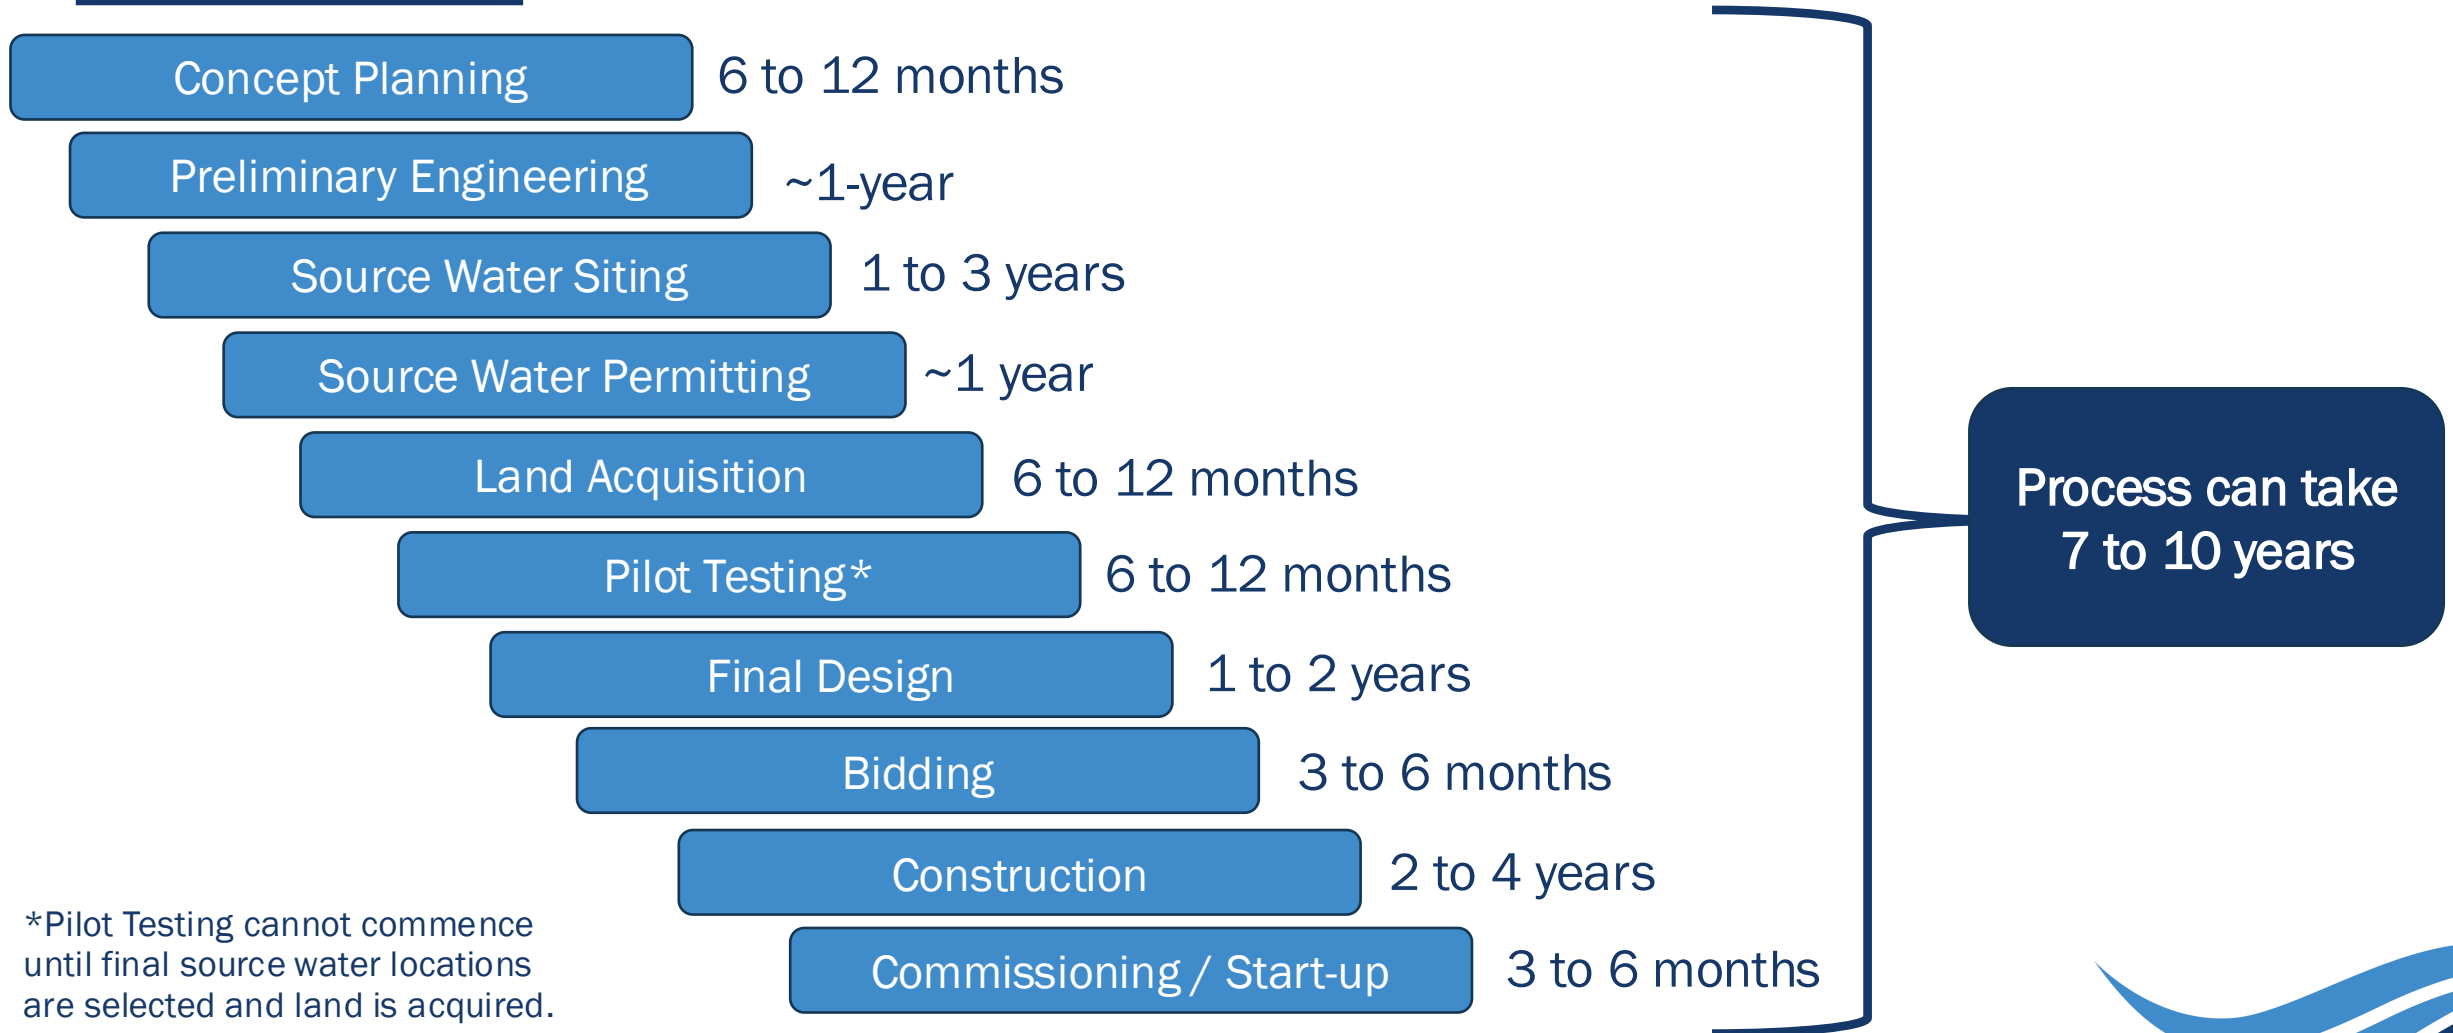 Concept Planning 6 to 12 months
Preliminary Engineering ~1-year
Source Water Siting 1 to 3 years
Source Water Permitting ~1 year
Land Acquisition 6 to 12 months
Pilot Testing* 6 to 12 months
Final Design 1 to 2 years
Bidding 3 to 6 months
Construction 2 to 4 years
Commissioning / Start-up 3 to 6 months
Process can take
7 to 10 years
*Pilot Testing cannot commence
until final source water locations
are selected and land is acquired.